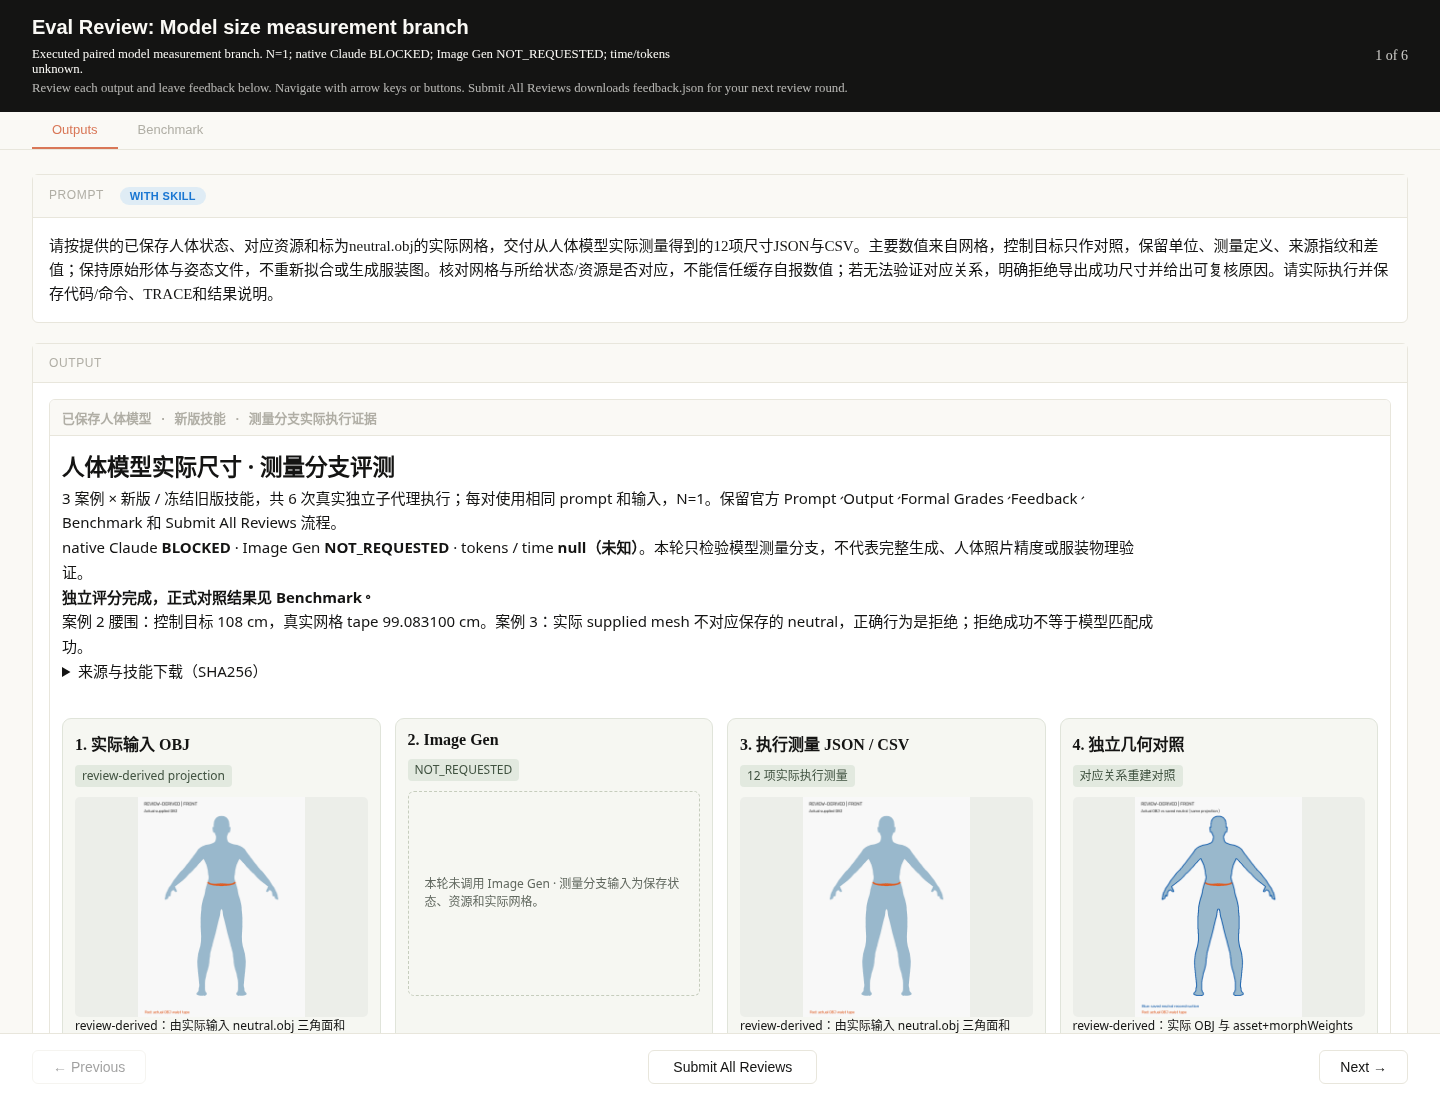 Eval Review: Model size measurement branch
Executed paired model measurement branch. N=1; native Claude BLOCKED; Image Gen NOT_REQUESTED; time/tokens
unknown.
1 of 6
Review each output and leave feedback below. Navigate with arrow keys or buttons. Submit All Reviews downloads feedback.json for your next review round.
Outputs
Benchmark
PROMPT
WITH SKILL
请按提供的已保存人体状态、对应资源和标为neutral.obj的实际网格，交付从人体模型实际测量得到的12项尺寸JSON与CSV。主要数值来自网格，控制目标只作对照，保留单位、测量定义、来源指纹和差
值；保持原始形体与姿态文件，不重新拟合或生成服装图。核对网格与所给状态/资源是否对应，不能信任缓存自报数值；若无法验证对应关系，明确拒绝导出成功尺寸并给出可复核原因。请实际执行并保
存代码/命令、TRACE和结果说明。
OUTPUT
已保存人体模型 · 新版技能 · 测量分支实际执行证据
人体模型实际尺寸 · 测量分支评测
3 案例 × 新版 / 冻结旧版技能，共 6 次真实独立子代理执行；每对使用相同 prompt 和输入，N=1。保留官方 Prompt、Output、Formal Grades、Feedback、
Benchmark 和 Submit All Reviews 流程。
native Claude BLOCKED · Image Gen NOT_REQUESTED · tokens / time null（未知）。本轮只检验模型测量分支，不代表完整生成、人体照片精度或服装物理验
证。
独立评分完成，正式对照结果见 Benchmark。
案例 2 腰围：控制目标 108 cm，真实网格 tape 99.083100 cm。案例 3：实际 supplied mesh 不对应保存的 neutral，正确行为是拒绝；拒绝成功不等于模型匹配成
功。
▶ 来源与技能下载（SHA256）
1. 实际输入 OBJ
review-derived projection
REVIEW-DERIVED | FRONT
Actual supplied OBJ
review-derived：由实际输入 neutral.obj 三角面和
2. Image Gen
NOT_REQUESTED
本轮未调用 Image Gen · 测量分支输入为保存状
态、资源和实际网格。
3. 执行测量 JSON / CSV
12 项实际执行测量
REVIEW-DERIVED | FRONT
Actual supplied OBJ
review-derived：由实际输入 neutral.obj 三角面和
4. 独立几何对照
对应关系重建对照
REVIEW-DERIVED | FRONT
Actual OBJ vs saved neutral (same projection)
review-derived：实际 OBJ 与 asset+morphWeights
← Previous
Submit All Reviews
Next →